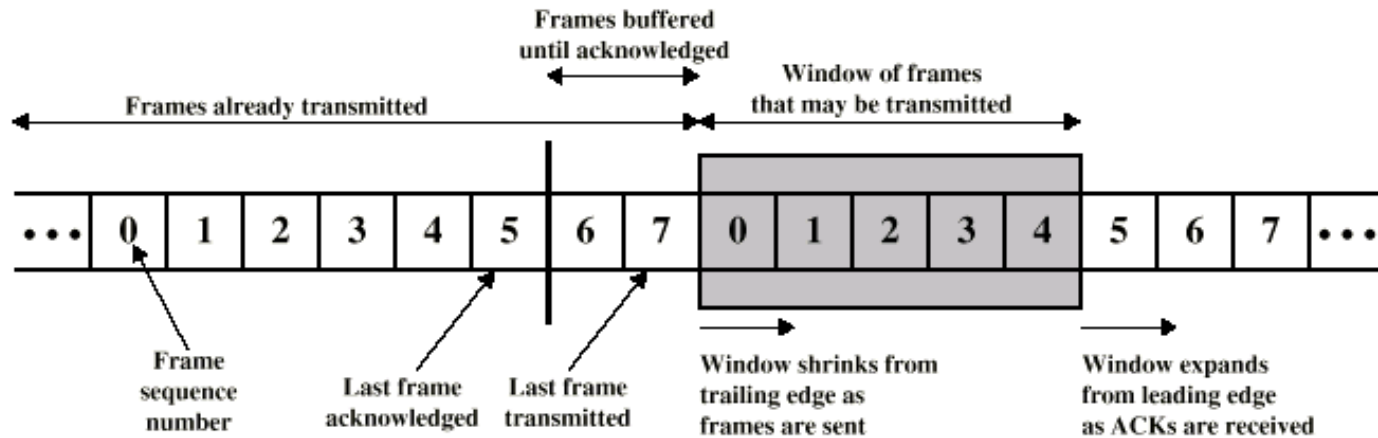 Frames buffered
until acknowledged
Window of frames
that may be transmitted
Frames already transmitted
••• 0 1 2 3 4 5 6 7 0 1 2 3 4 5 6 7 •••
Frame
sequence
number
Last frame
acknowledged
Last frame
transmitted
Window shrinks from
trailing edge as
frames are sent
Window expands
from leading edge
as ACKs are received